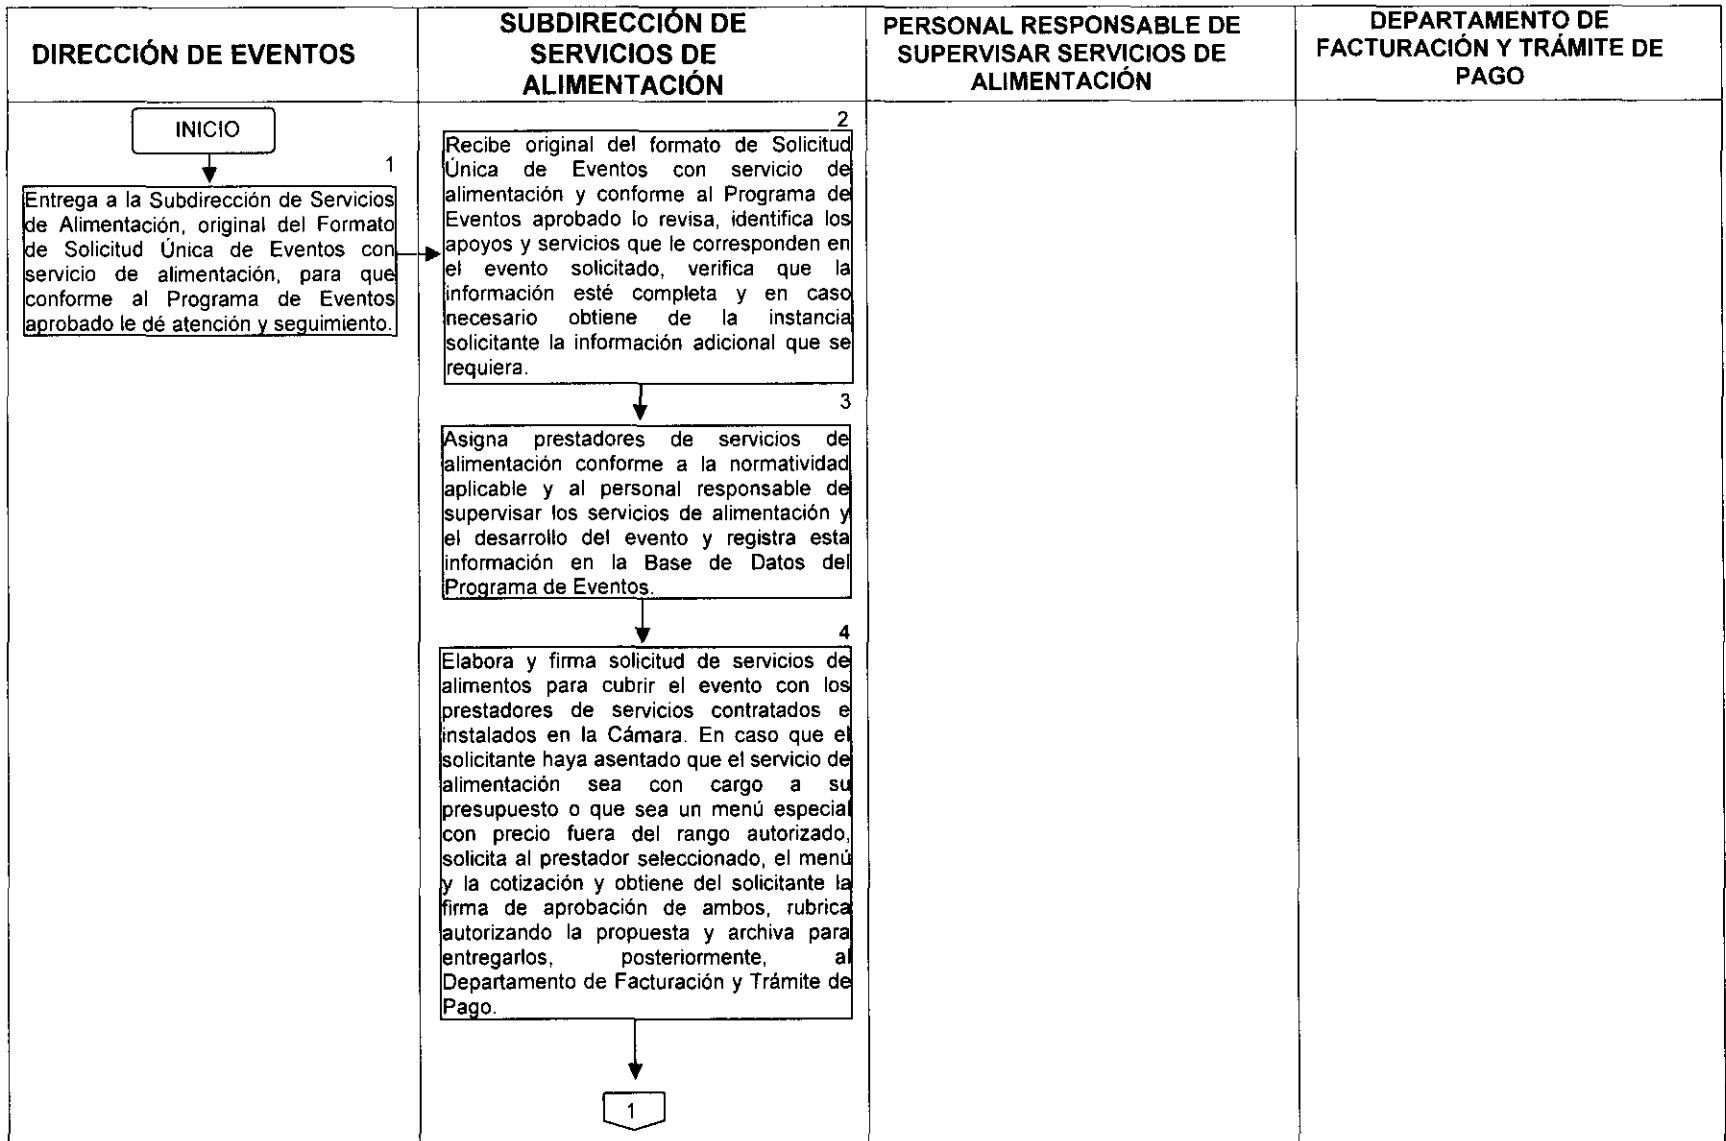 DIRECCIÓN DE EVENTOS
SUBDIRECCIÓN DE
SERVICIOS DE
ALIMENTACIÓN
PERSONAL RESPONSABLE DE
SUPERVISAR SERVICIOS DE
ALIMENTACIÓN
DEPARTAMENTO DE
FACTURACIÓN Y TRÁMITE DE
PAGO
INICIO
1
Entrega a la Subdirección de Servicios
de Alimentación, original del Formato
de Solicitud Única de Eventos con
servicio de alimentación, para que
conforme al Programa de Eventos
aprobado le dé atención y seguimiento.
2
Recibe original del formato de Solicitud
Única de Eventos con servicio de
alimentación y conforme al Programa de
Eventos aprobado lo revisa, identifica los
apoyos y servicios que le corresponden en
el evento solicitado, verifica que la
información esté completa y en caso
necesario obtiene de la instancia
solicitante la información adicional que se
requiera.
3
Asigna prestadores de servicios de
alimentación conforme a la normatividad
aplicable y al personal responsable de
supervisar los servicios de alimentación y
el desarrollo del evento y registra esta
información en la Base de Datos del
Programa de Eventos.
4
Elabora y firma solicitud de servicios de
alimentos para cubrir el evento con los
prestadores de servicios contratados e
instalados en la Cámara. En caso que el
solicitante haya asentado que el servicio de
alimentación sea con cargo a su
presupuesto o que sea un menú especial
con precio fuera del rango autorizado,
solicita al prestador seleccionado, el menú
y la cotización y obtiene del solicitante la
firma de aprobación de ambos, rubrica
autorizando la propuesta y archiva para
entregarlos, posteriormente, al
Departamento de Facturación y Trámite de
Pago.
1